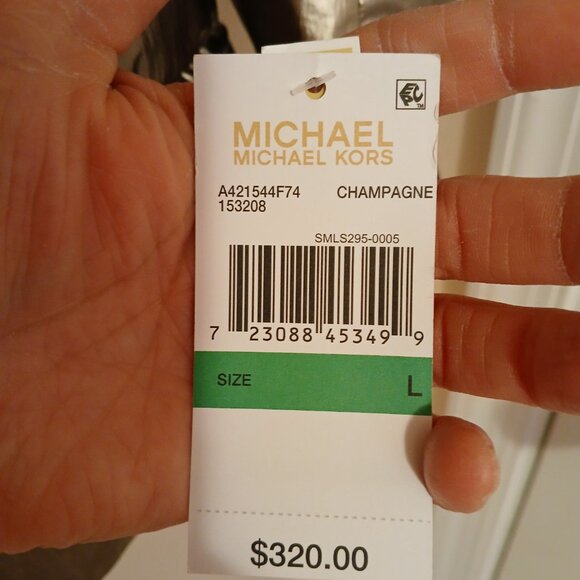 MICHAEL
MICHAEL KORS
A421544F74 CHAMPAGNE
153208
SMLS295-0005
7 23088 45349 9
SIZE L
$320.00